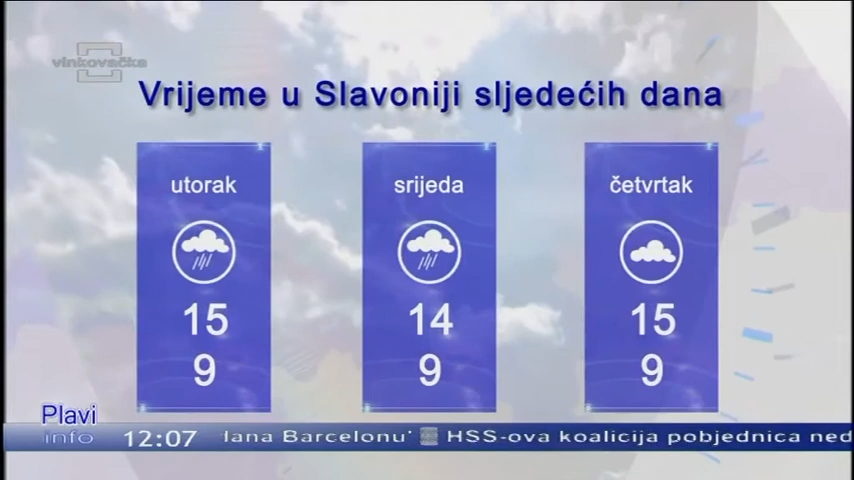 vinkovačka
Vrijeme u Slavoniji sljedećih dana
utorak
15
9
srijeda
14
9
četvrtak
15
9
Plavi
info 12:07 lana Barcelonu' HSS-ova koalicija pobjednica ned